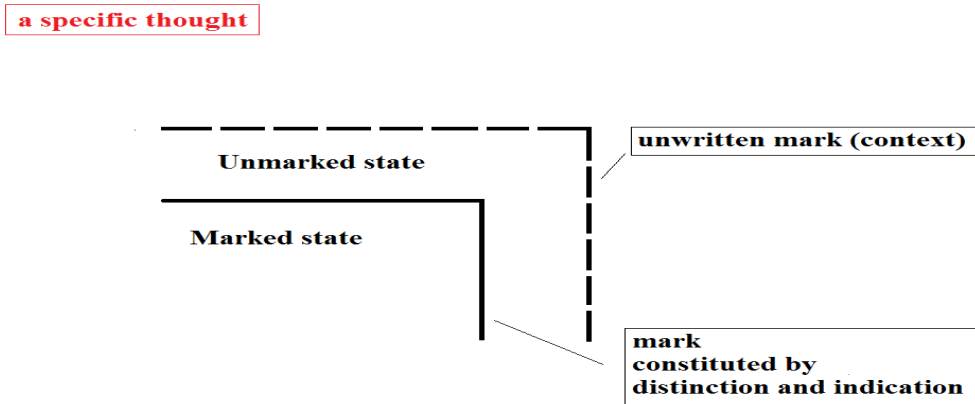 a specific thought
unwritten mark (context)
Unmarked state
Marked state
mark
constituted by
distinction and indication